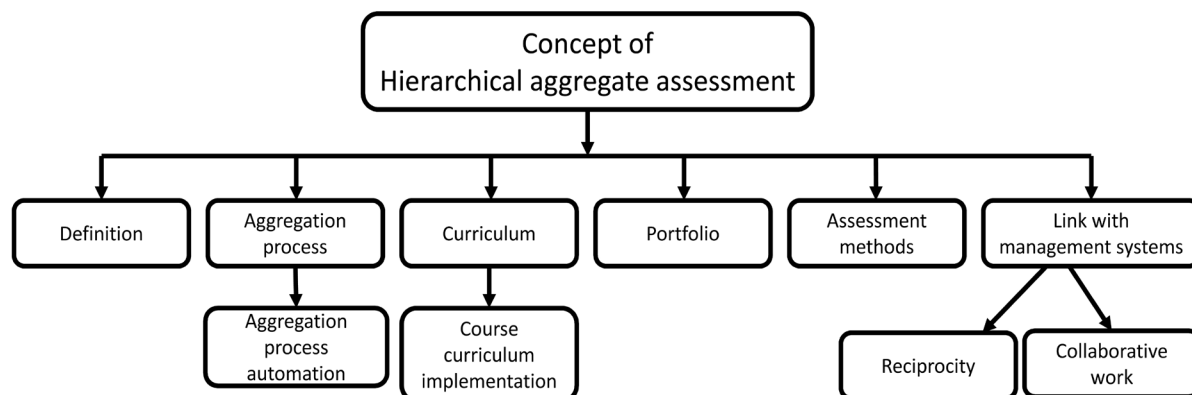 Concept of
Hierarchical aggregate assessment
Definition
Aggregation
process
Curriculum
Portfolio
Assessment
methods
Link with
management systems
Aggregation
process
automation
Course
curriculum
implementation
Reciprocity
Collaborative
work